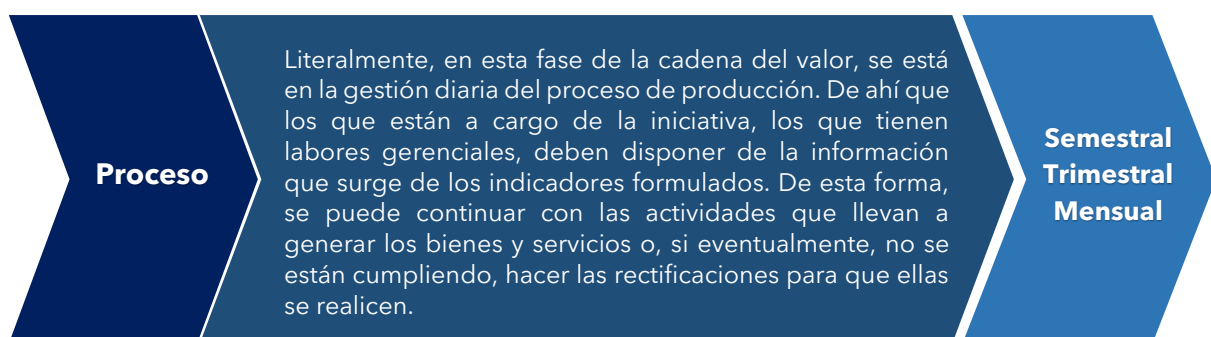 Proceso
Literalmente, en esta fase de la cadena del valor, se está
en la gestión diaria del proceso de producción. De ahí que
los que están a cargo de la iniciativa, los que tienen
labores gerenciales, deben disponer de la información
que surge de los indicadores formulados. De esta forma,
se puede continuar con las actividades que llevan a
generar los bienes y servicios o, si eventualmente, no se
están cumpliendo, hacer las rectificaciones para que ellas
se realicen.
Semestral
Trimestral
Mensual